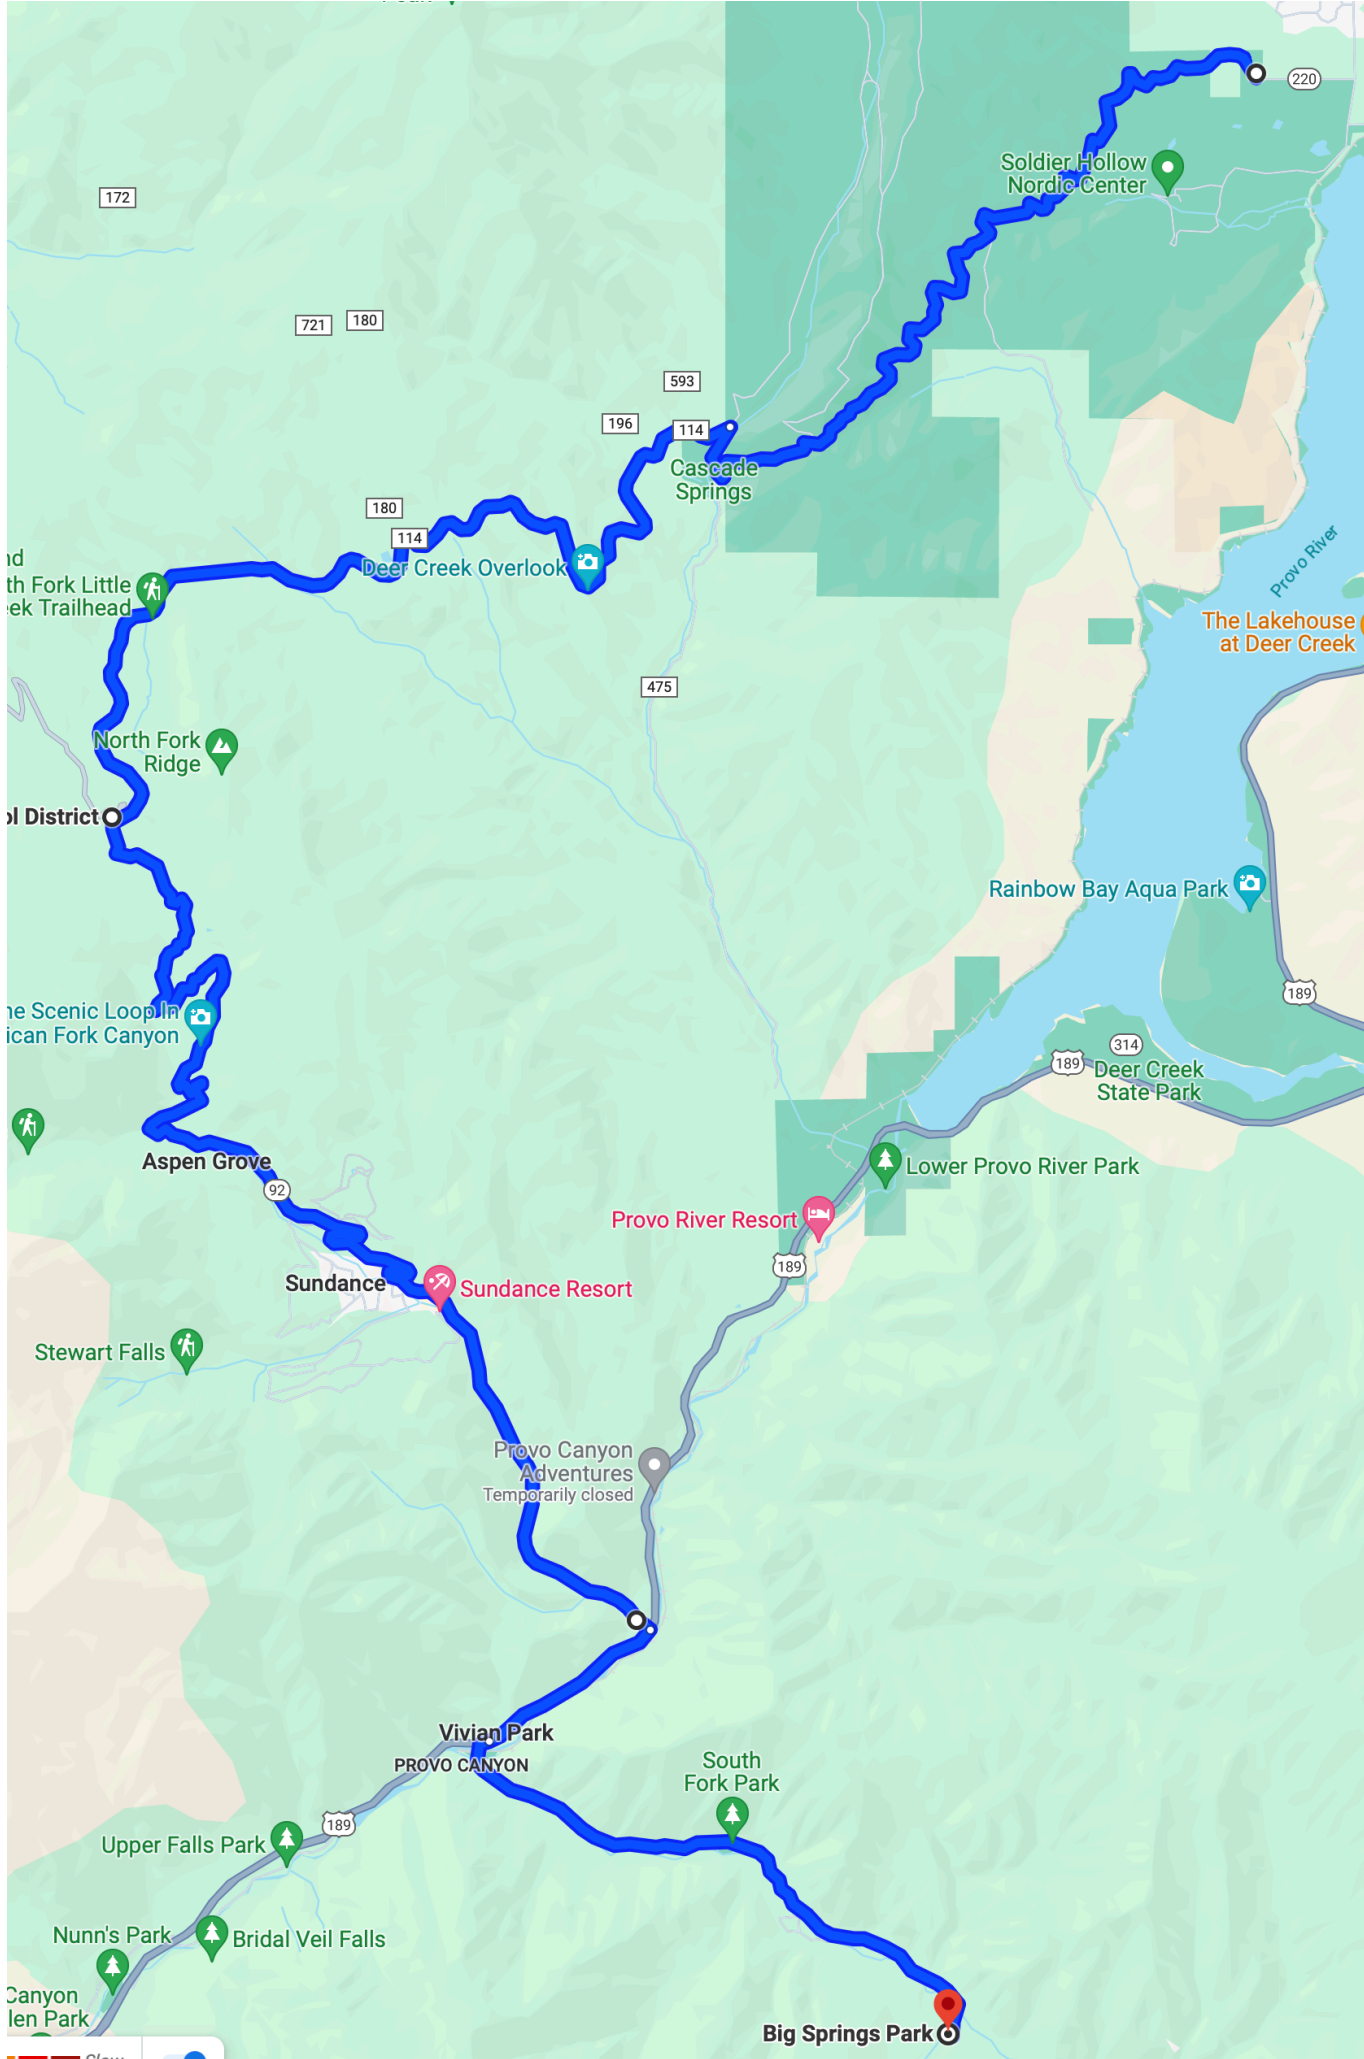 220
Soldier Hollow
Nordic Center
172
721
180
593
196
114
Cascade
Springs
180
114
Deer Creek Overlook
nd
th Fork Little
eek Trailhead
Provo River
The Lakehouse
at Deer Creek
475
North Fork
Ridge
ol District
Rainbow Bay Aqua Park
189
ne Scenic Loop In
ican Fork Canyon
314
189
Deer Creek
State Park
Aspen Grove
92
Lower Provo River Park
Provo River Resort
189
Sundance
Sundance Resort
Stewart Falls
Provo Canyon
Adventures
Temporarily closed
Vivian Park
PROVO CANYON
South
Fork Park
189
Upper Falls Park
Nunn's Park
Bridal Veil Falls
Canyon
len Park
Big Springs Park